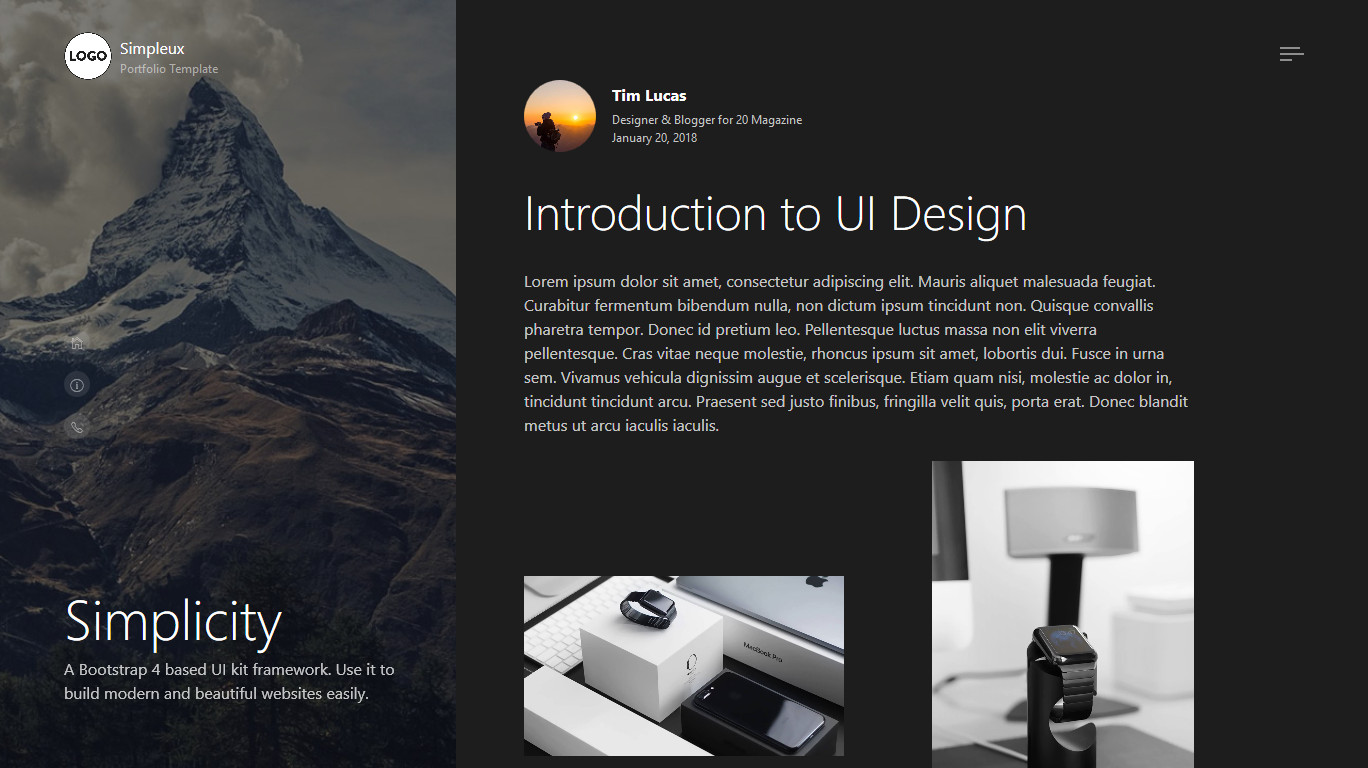 LOGO
Simpleux
Portfolio Template
Tim Lucas
Designer & Blogger for 20 Magazine
January 20, 2018
Introduction to UI Design
Lorem ipsum dolor sit amet, consectetur adipiscing elit. Mauris aliquet malesuada feugiat.
Curabitur fermentum bibendum nulla, non dictum ipsum tincidunt non. Quisque convallis
pharetra tempor. Donec id pretium leo. Pellentesque luctus massa non elit viverra
pellentesque. Cras vitae neque molestie, rhoncus ipsum sit amet, lobortis dui. Fusce in urna
sem. Vivamus vehicula dignissim augue et scelerisque. Etiam quam nisi, molestie ac dolor in,
tincidunt tincidunt arcu. Praesent sed justo finibus, fringilla velit quis, porta erat. Donec blandit
metus ut arcu iaculis iaculis.
MacBook Pro
Simplicity
A Bootstrap 4 based UI kit framework. Use it to
build modern and beautiful websites easily.